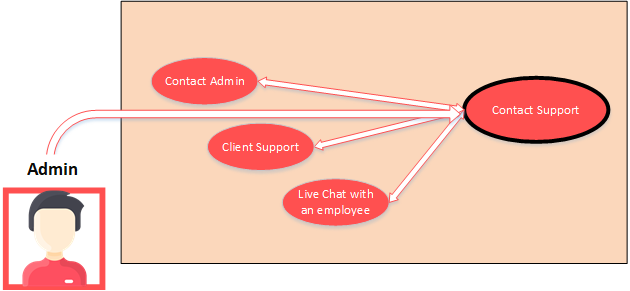 Contact Admin
Contact Support
Client Support
Admin
Live Chat with
an employee